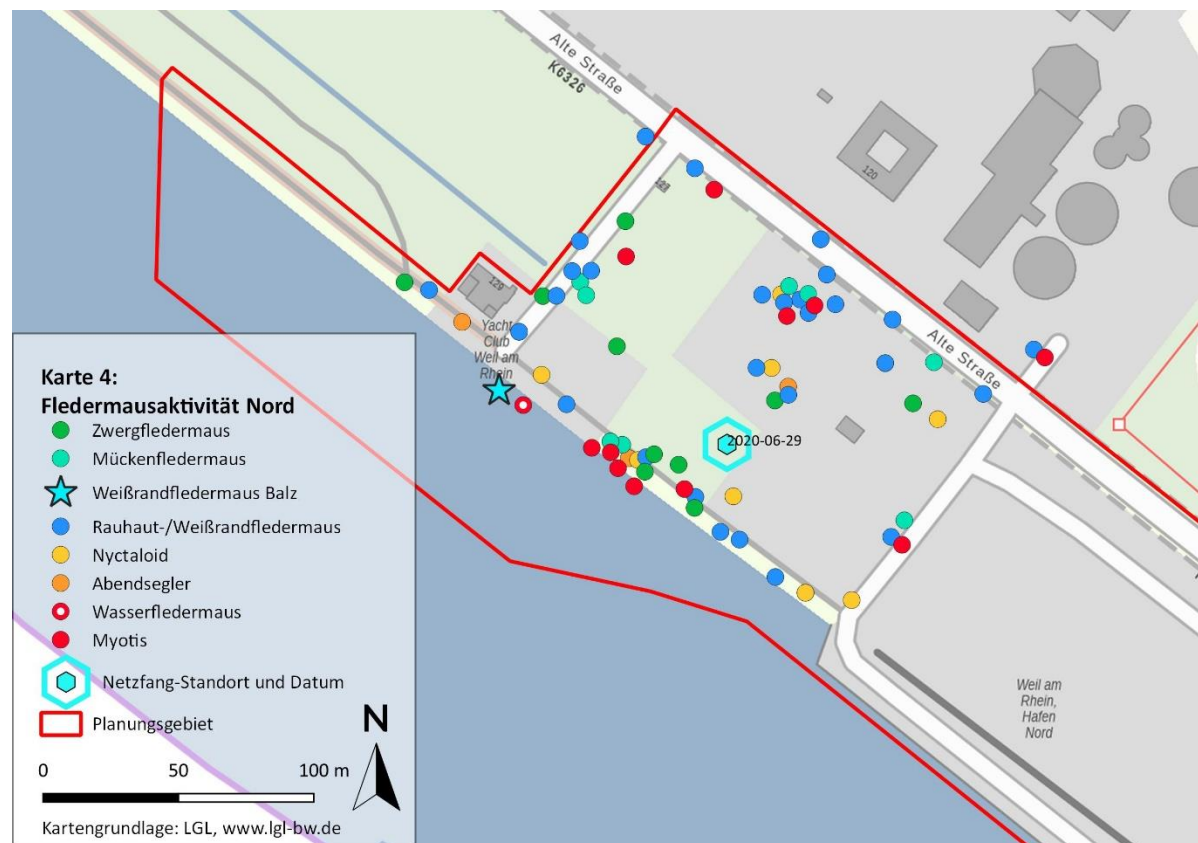 Alte Straße
K6326
120
129
Yacht
Club
Weil am
Rhein
Alte Straße
2020-06-29
Weil am
Rhein,
Hafen
Nord
Karte 4:
Fledermausaktivität Nord
Zwergfledermaus
Mückenfledermaus
Weißrandfledermaus Balz
Rauhaut-/Weißrandfledermaus
Nyctaloid
Abendsegler
Wasserfledermaus
Myotis
Netzfang-Standort und Datum
Planungsgebiet
N
0 50 100 m
Kartengrundlage: LGL, www.lgl-bw.de